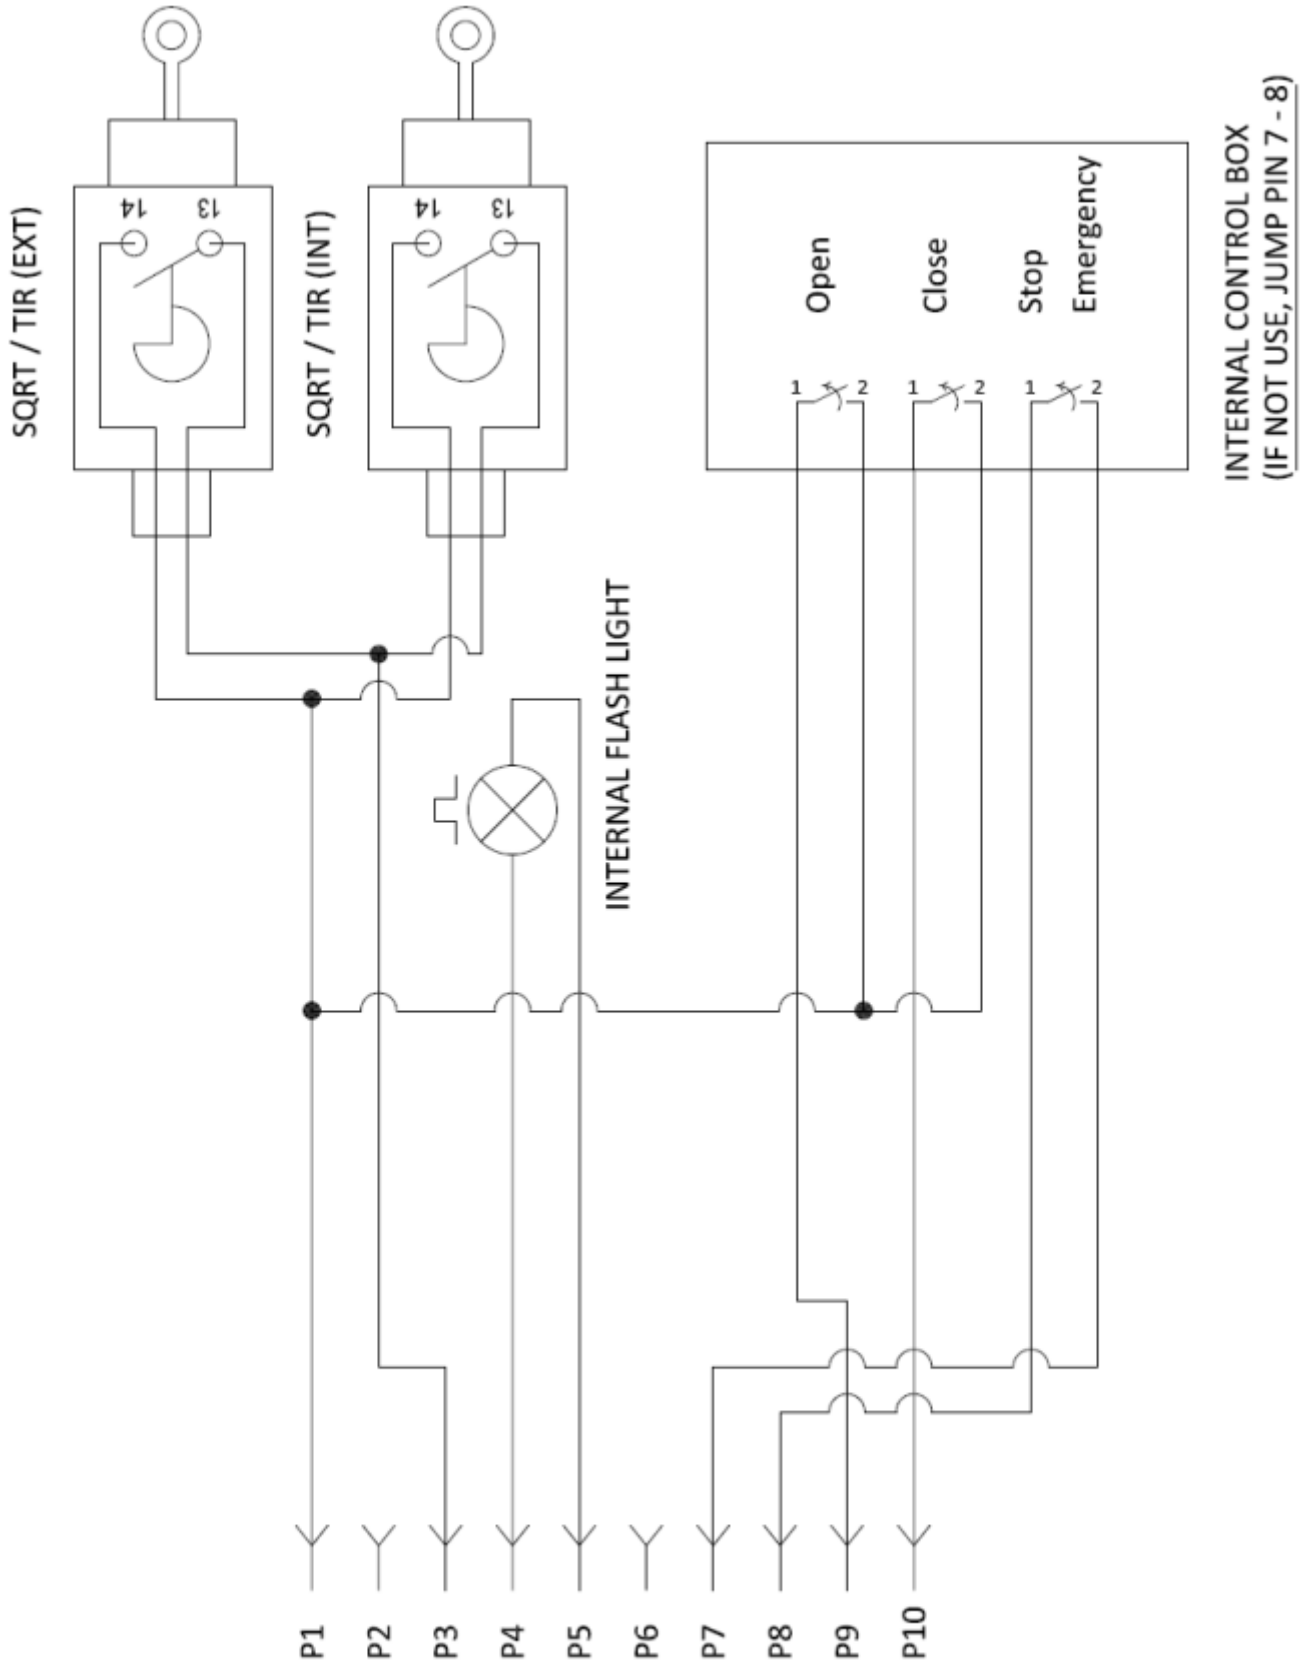 SQRT / TIR (EXT)
14
13
SQRT / TIR (INT)
14
13
Open
Close
Stop
Emergency
1
2
1
2
1
2
INTERNAL CONTROL BOX
(IF NOT USE, JUMP PIN 7 - 8)
INTERNAL FLASH LIGHT
P1
P2
P3
P4
P5
P6
P7
P8
P9
P10